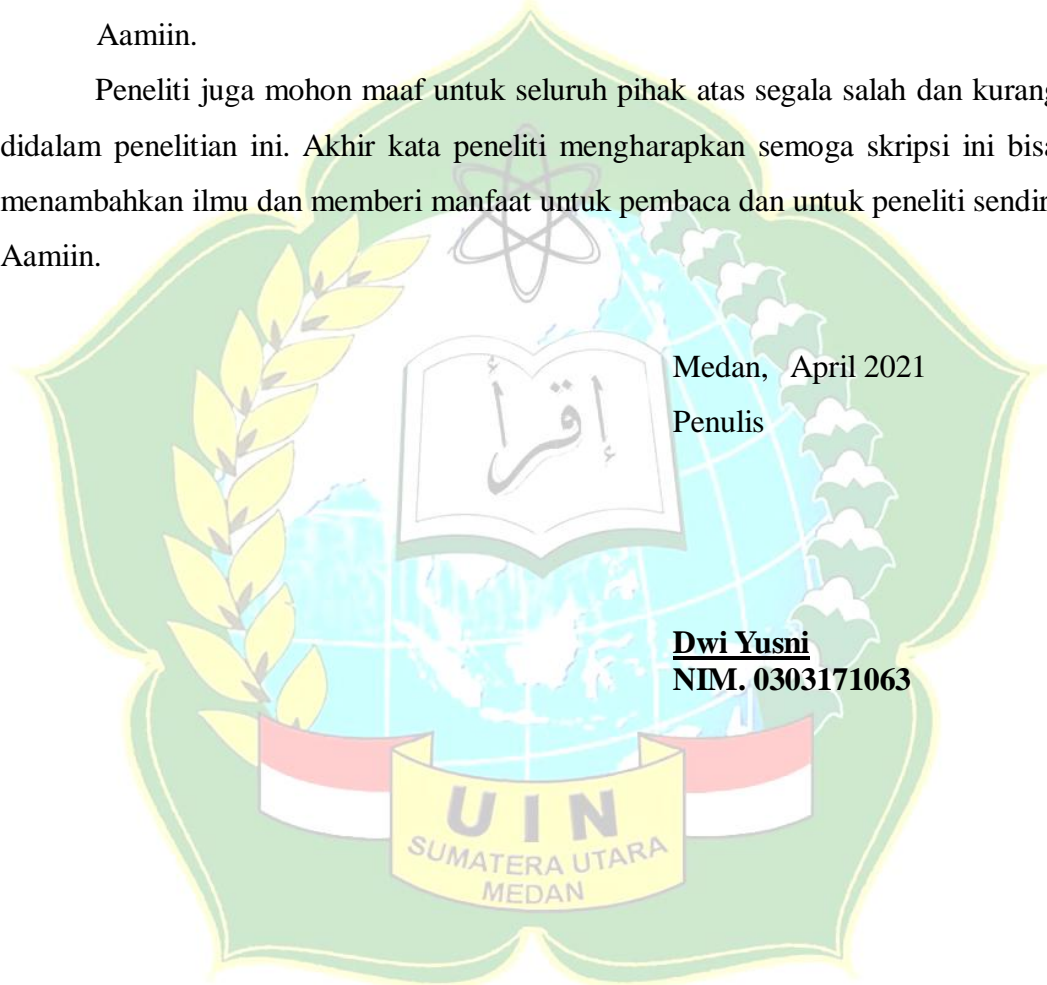 Aamiin.
Peneliti juga mohon maaf untuk seluruh pihak atas segala salah dan kurang
didalam penelitian ini. Akhir kata peneliti mengharapkan semoga skripsi ini bisa
menambahkan ilmu dan memberi manfaat untuk pembaca dan untuk peneliti sendir
Aamiin.
Medan, April 2021
Penulis
إقرأ
Dwi Yusni
NIM. 0303171063
UIN
SUMATERA UTARA
MEDAN